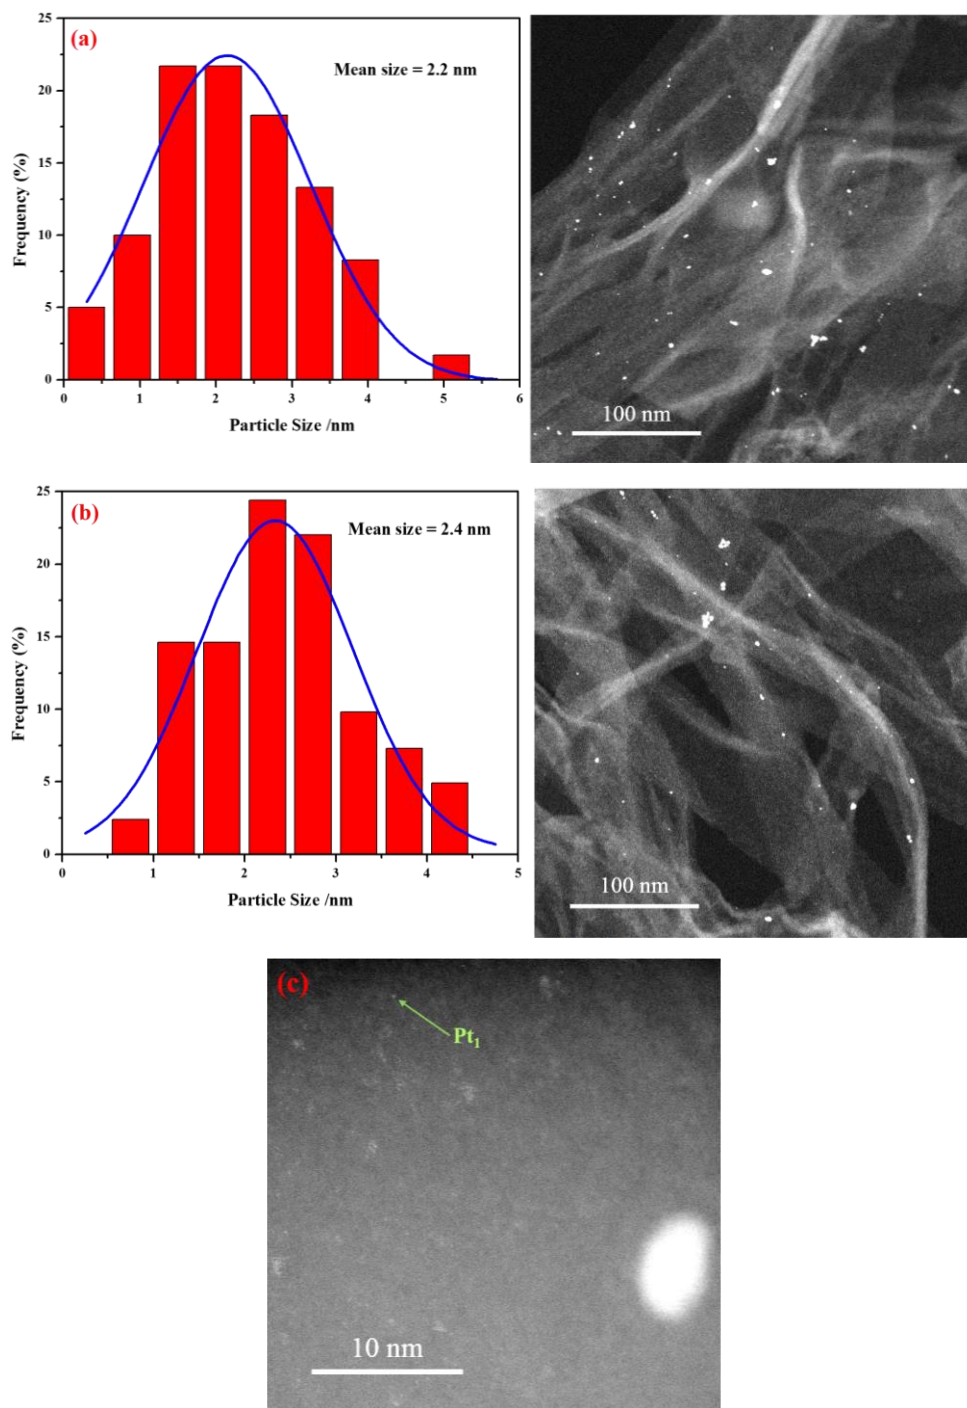 (a)
Mean size = 2.2 nm
Frequency (%)
25
20
15
10
5
0
0 1 2 3 4 5 6
Particle Size /nm
100 nm
(b)
Mean size = 2.4 nm
Frequency (%)
25
20
15
10
5
0
0 1 2 3 4 5
Particle Size /nm
100 nm
(c)
Pt₁
10 nm